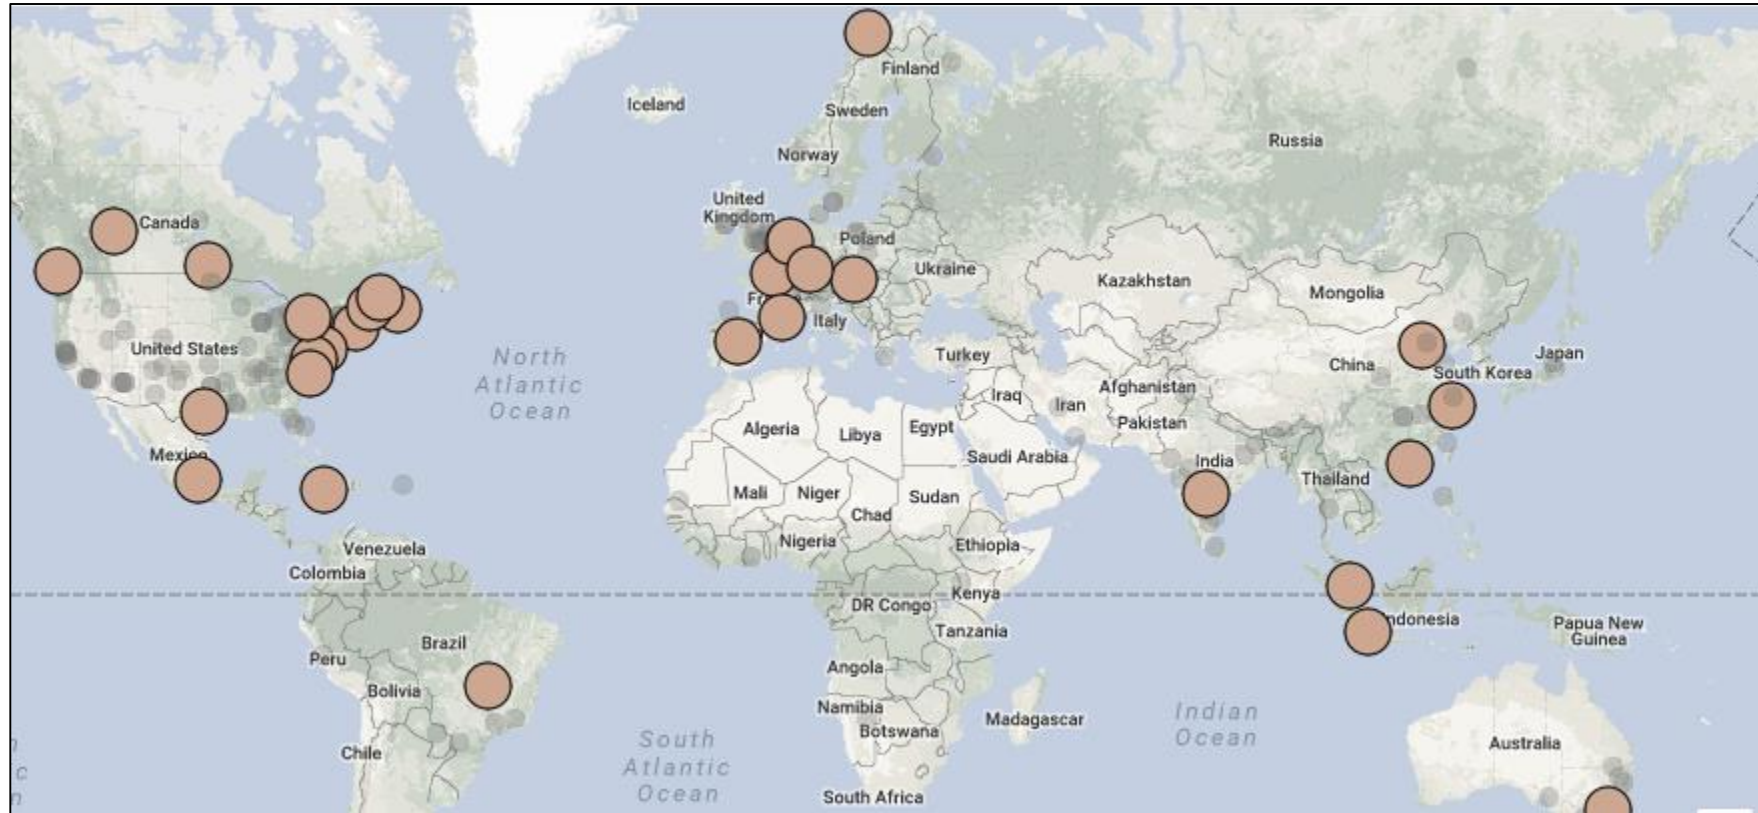 Finland
Iceland
Sweden
Russia
Norway
United
Kingdom
Canada
Poland
Ukraine
Kazakhstan
Mongolia
Italy
United States
North
Atlantic
Ocean
Turkey
China
Japan
South Korea
Afghanistan
Iraq
Iran
Pakistan
Algeria
Libya
Egypt
Saudi Arabia
Mexico
India
Thailand
Mali
Niger
Sudan
Chad
Nigeria
Ethiopia
Venezuela
Colombia
Kenya
DR Congo
Tanzania
ndonesia
Papua New
Guinea
Brazil
Peru
Angola
Bolivia
Namibia
Botswana
Madagascar
Indian
Ocean
South
Atlantic
Ocean
Chile
Australia
South Africa